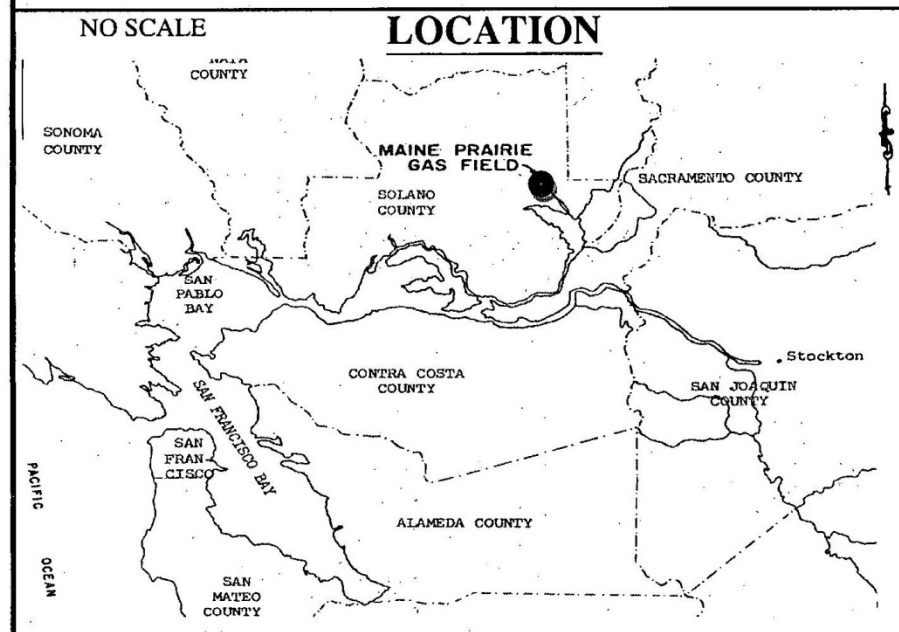 NO SCALE
LOCATION
NAPA
COUNTY
SONOMA
COUNTY
MAINE PRAIRIE
GAS FIELD
SOLANO
COUNTY
SACRAMENTO COUNTY
SAN
PABLO
BAY
Stockton
CONTRA COSTA
COUNTY
SAN JOAQUIN
COUNTY
SAN FRANCISCO BAY
SAN
FRAN-
CISCO
PACIFIC
OCEAN
ALAMEDA COUNTY
SAN
MATEO
COUNTY